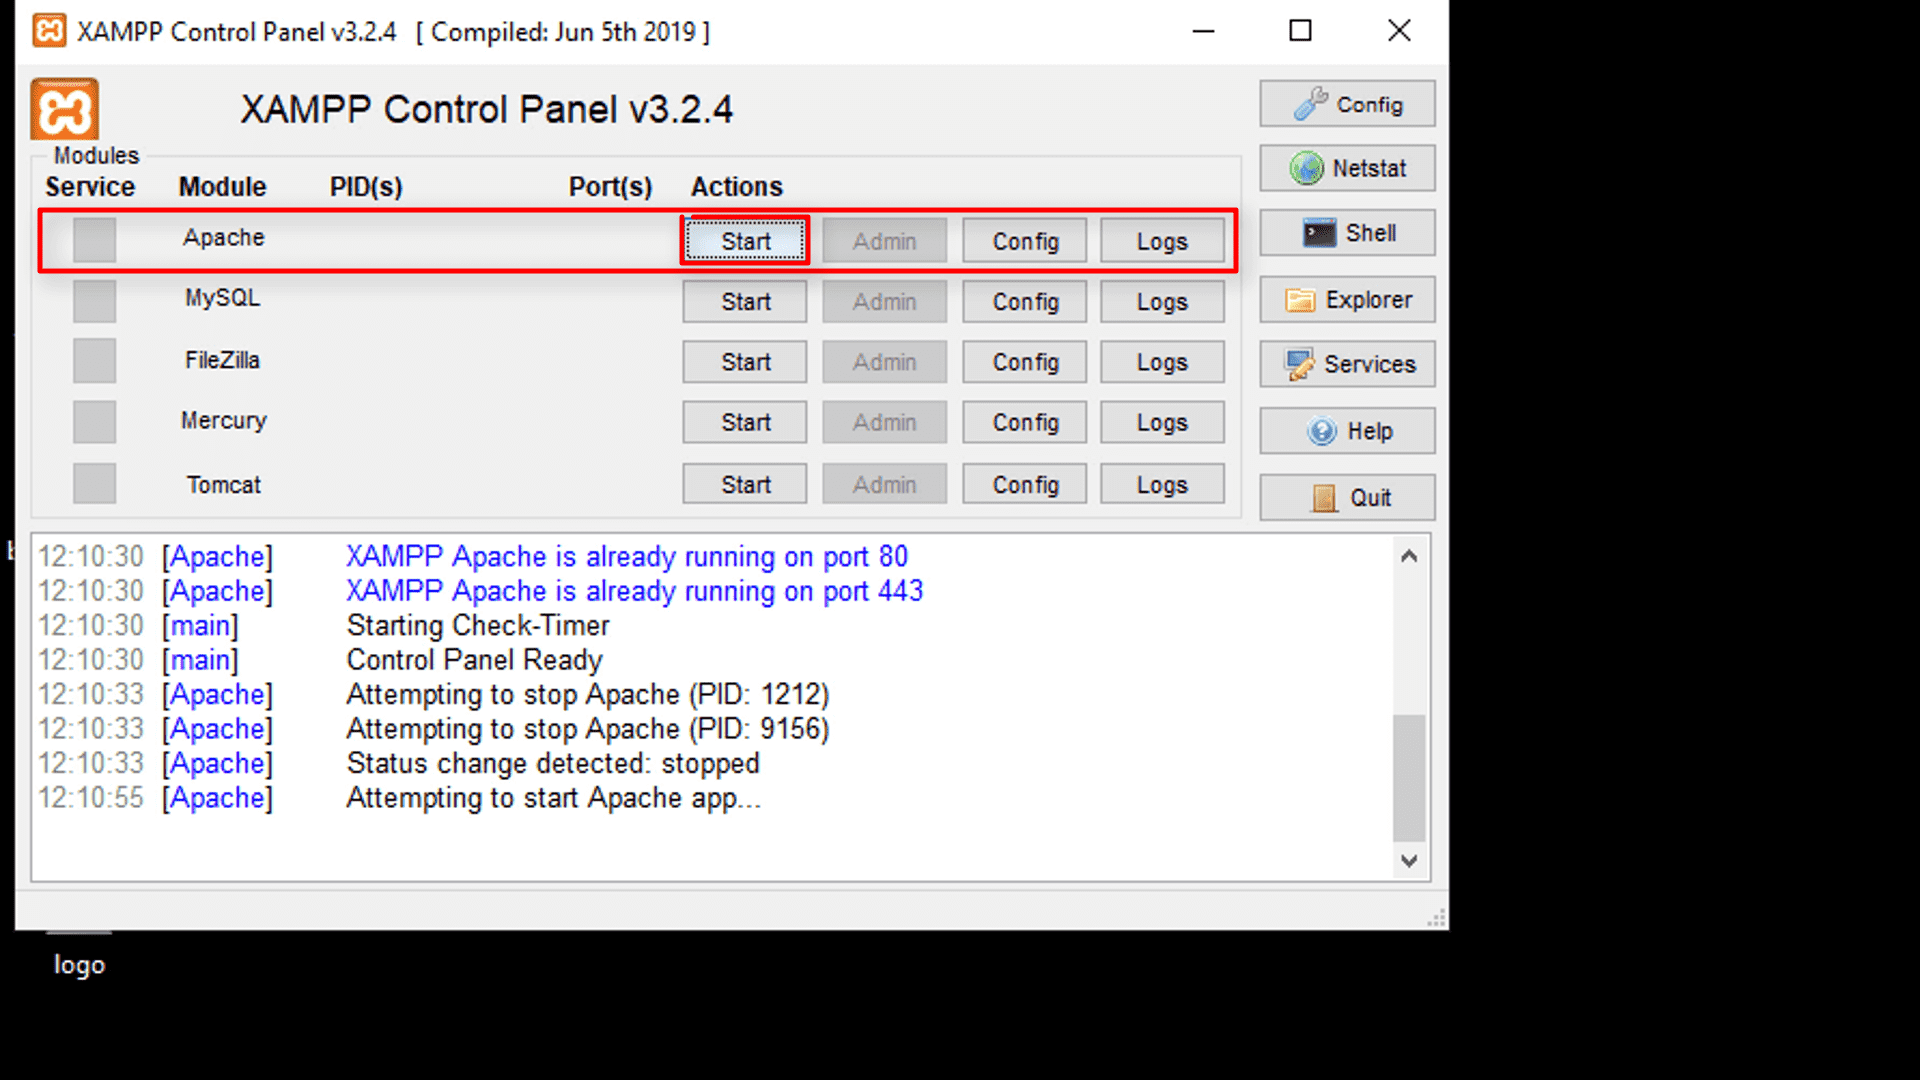 XAMPP Control Panel v3.2.4 [ Compiled: Jun 5th 2019 ]
XAMPP Control Panel v3.2.4
Config
Modules
Service Module PID(s) Port(s) Actions
Netstat
Apache Start Admin Config Logs
Shell
MySQL Start Admin Config Logs
Explorer
FileZilla Start Admin Config Logs
Services
Mercury Start Admin Config Logs
Help
Tomcat Start Admin Config Logs
Quit
12:10:30 [Apache] XAMPP Apache is already running on port 80
12:10:30 [Apache] XAMPP Apache is already running on port 443
12:10:30 [main] Starting Check-Timer
12:10:30 [main] Control Panel Ready
12:10:33 [Apache] Attempting to stop Apache (PID: 1212)
12:10:33 [Apache] Attempting to stop Apache (PID: 9156)
12:10:33 [Apache] Status change detected: stopped
12:10:55 [Apache] Attempting to start Apache app...
logo